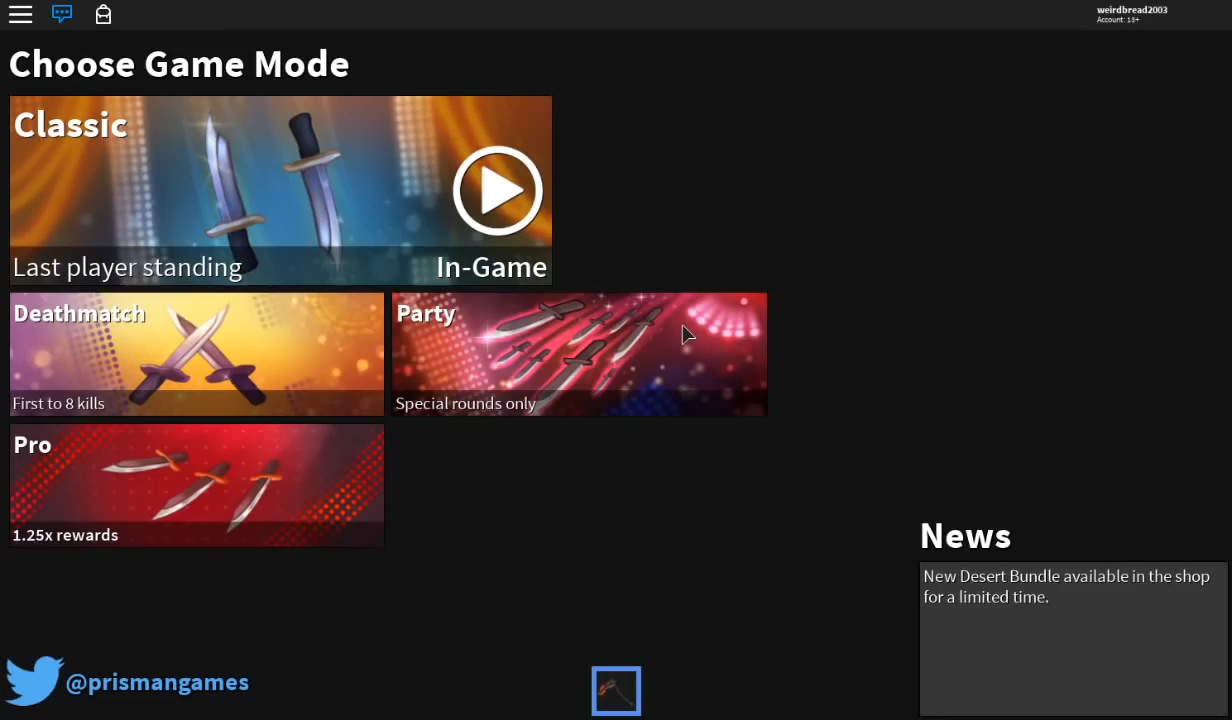 weirdbread2003
Account: 13+
Choose Game Mode
Classic
Last player standing
In-Game
Deathmatch
First to 8 kills
Party
Special rounds only
Pro
1.25x rewards
News
New Desert Bundle available in the shop
for a limited time.
@prismangames